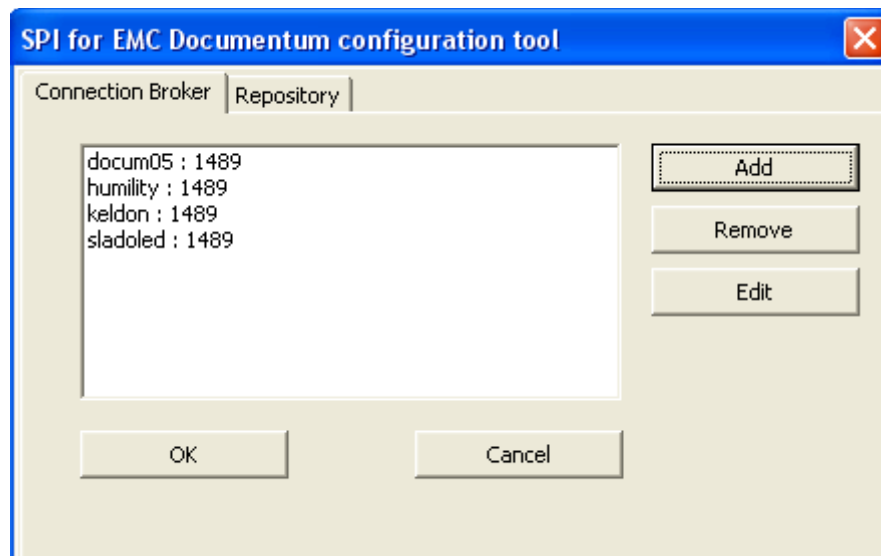 SPI for EMC Documentum configuration tool
Connection Broker Repository
docum05 : 1489
humility : 1489
keldon : 1489
sladoled : 1489
Add
Remove
Edit
OK Cancel